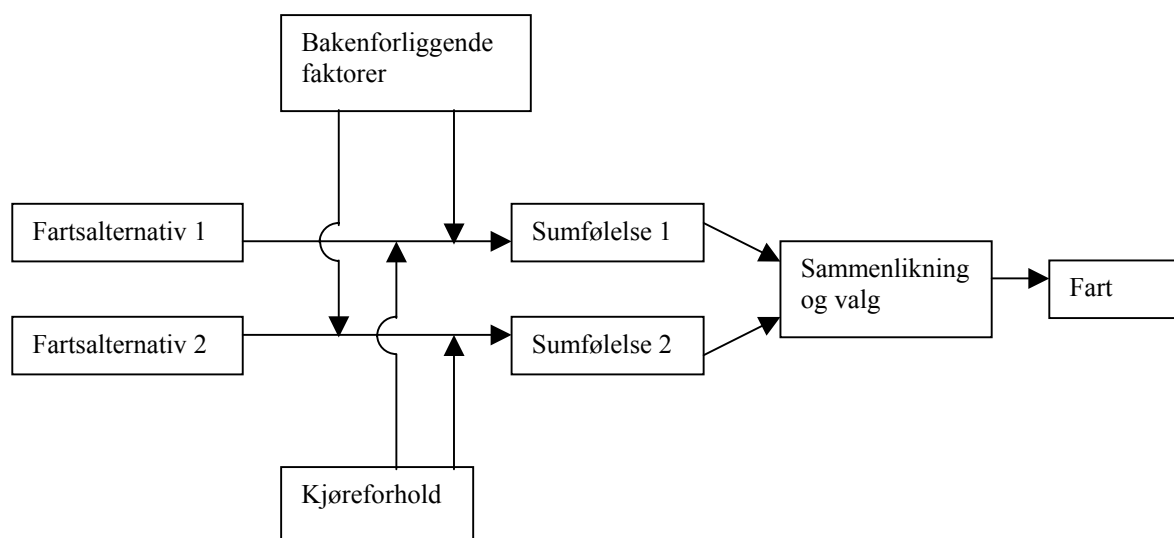 Bakenforliggende
faktorer
Fartsalternativ 1
Sumfølelse 1
Sammenlikning
og valg
Fart
Fartsalternativ 2
Sumfølelse 2
Kjøreforhold